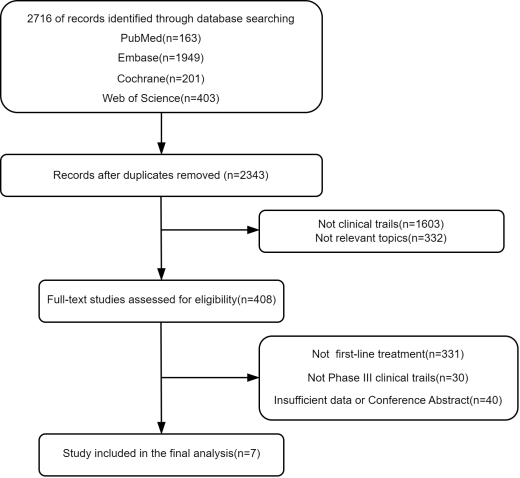 2716 of records identified through database searching
PubMed(n=163)
Embase(n=1949)
Cochrane(n=201)
Web of Science(n=403)
Records after duplicates removed (n=2343)
Not clinical trails(n=1603)
Not relevant topics(n=332)
Full-text studies assessed for eligibility(n=408)
Not first-line treatment(n=331)
Not Phase III clinical trails(n=30)
Insufficient data or Conference Abstract(n=40)
Study included in the final analysis(n=7)